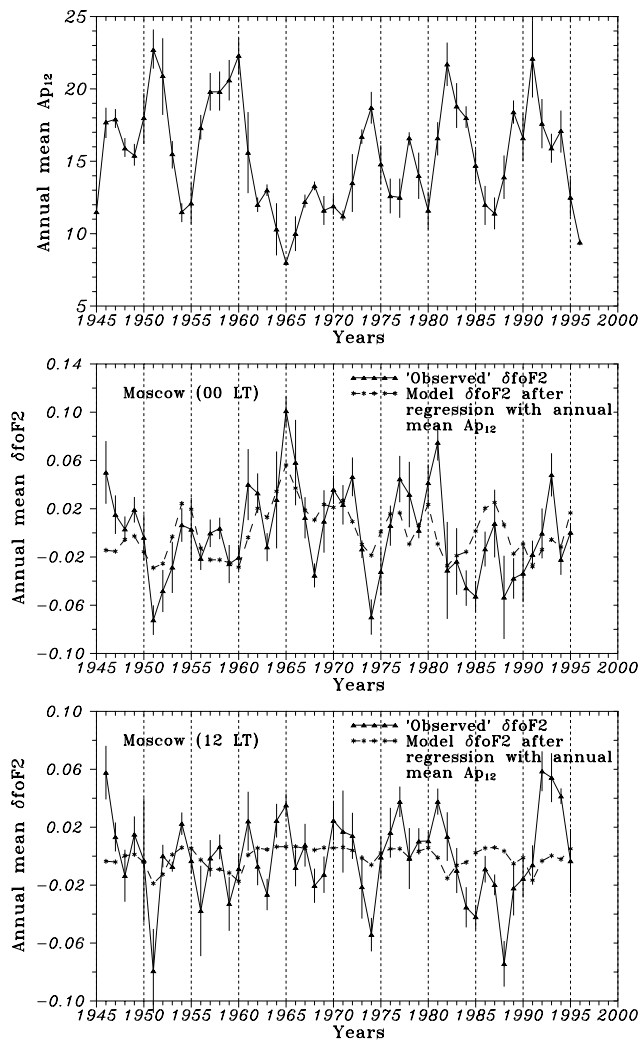 Annual mean Ap12
25
20
15
10
5
1945 1950 1955 1960 1965 1970 1975 1980 1985 1990 1995 2000
Years
Annual mean δfoF2
0.14
0.10
0.06
0.02
−0.02
−0.06
−0.10
Moscow (00 LT)
'Observed' δfoF2
Model δfoF2 after
regression with annual
mean Ap12
1945 1950 1955 1960 1965 1970 1975 1980 1985 1990 1995 2000
Years
Annual mean δfoF2
0.10
0.06
0.02
−0.02
−0.06
−0.10
Moscow (12 LT)
'Observed' δfoF2
Model δfoF2 after
regression with annual
mean Ap12
1945 1950 1955 1960 1965 1970 1975 1980 1985 1990 1995 2000
Years